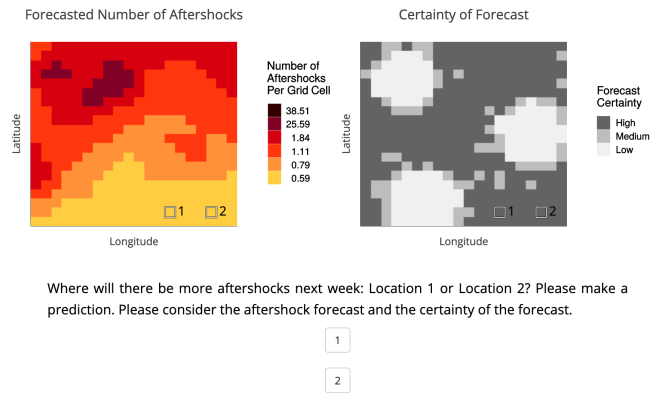 Forecasted Number of Aftershocks
Certainty of Forecast
Latitude
Number of
Aftershocks
Per Grid Cell
38.51
25.59
1.84
1.11
0.79
0.59
1
2
Longitude
Latitude
Forecast
Certainty
High
Medium
Low
1
2
Longitude
Where will there be more aftershocks next week: Location 1 or Location 2? Please make a
prediction. Please consider the aftershock forecast and the certainty of the forecast.
1
2